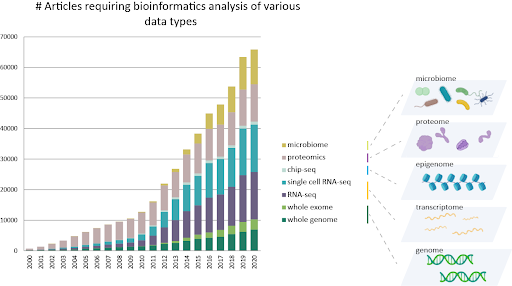 # Articles requiring bioinformatics analysis of various
data types
70000
60000
50000
40000
30000
20000
10000
0
2000
2001
2002
2003
2004
2005
2006
2007
2008
2009
2010
2011
2012
2013
2014
2015
2016
2017
2018
2019
2020
microbiome
proteomics
chip-seq
single cell RNA-seq
RNA-seq
whole exome
whole genome
microbiome
proteome
epigenome
transcriptome
genome